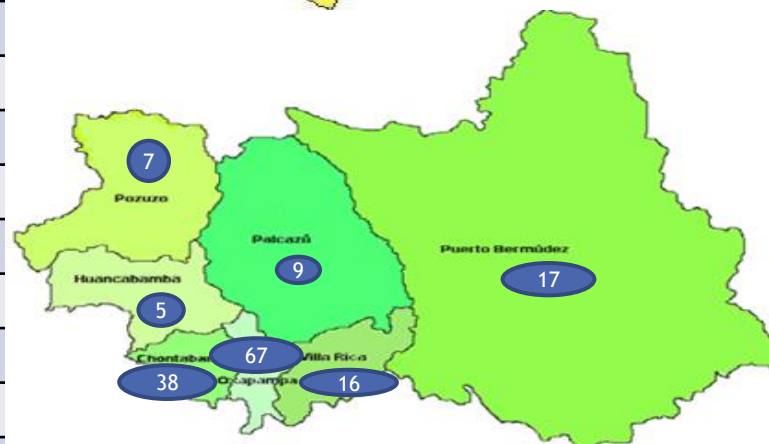 7
Pozuzo
Palcazú
9
Puerto Bermúdez
17
Huancabamba
5
67
Villa Rica
38
Oxapampa
16